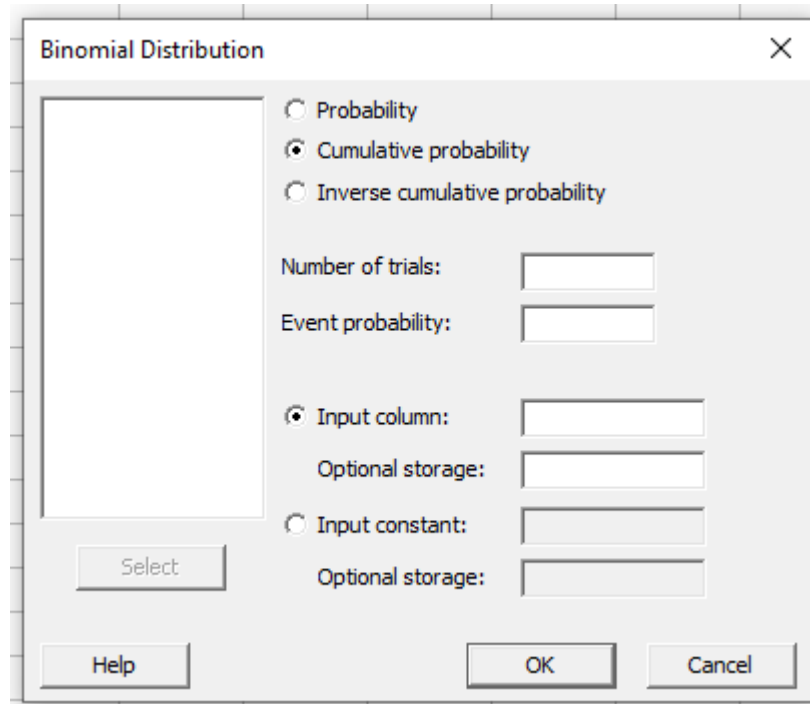 Binomial Distribution
Probability
Cumulative probability
Inverse cumulative probability
Number of trials:
Event probability:
Input column:
Optional storage:
Input constant:
Optional storage:
Select
Help
OK
Cancel